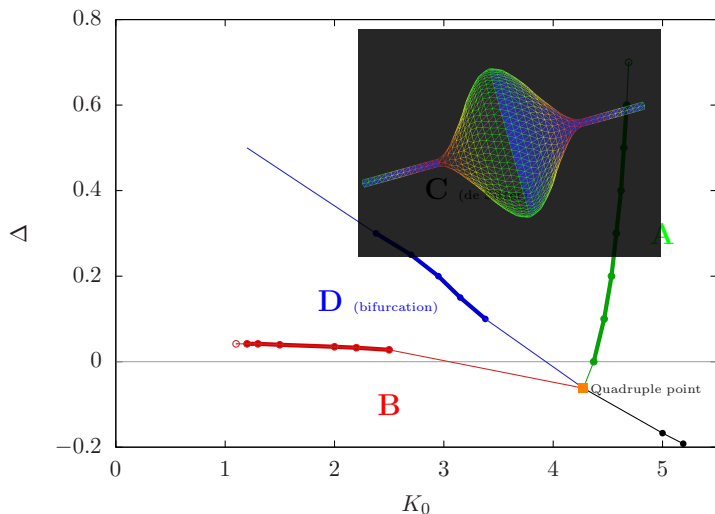 0.8
0.6
0.4
0.2
0
−0.2
Δ
C (de
A
D (bifurcation)
B
Quadruple point
0 1 2 3 4 5
K₀